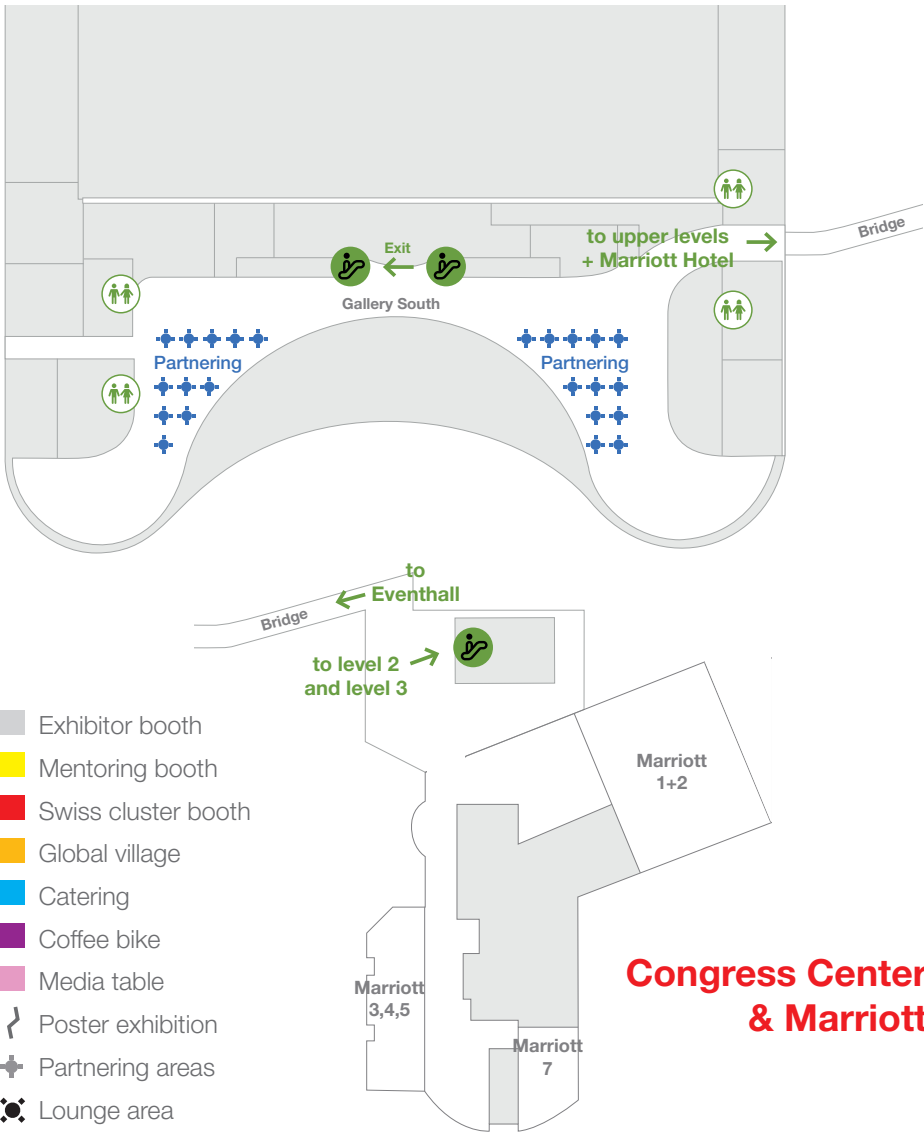 Exit
to upper levels
+ Marriott Hotel
Bridge
Gallery South
Partnering
Partnering
to
Eventhall
Bridge
to level 2
and level 3
Exhibitor booth
Mentoring booth
Swiss cluster booth
Global village
Catering
Coffee bike
Media table
Poster exhibition
Partnering areas
Lounge area
Marriott
1+2
Marriott
3,4,5
Marriott
7
Congress Center
& Marriott